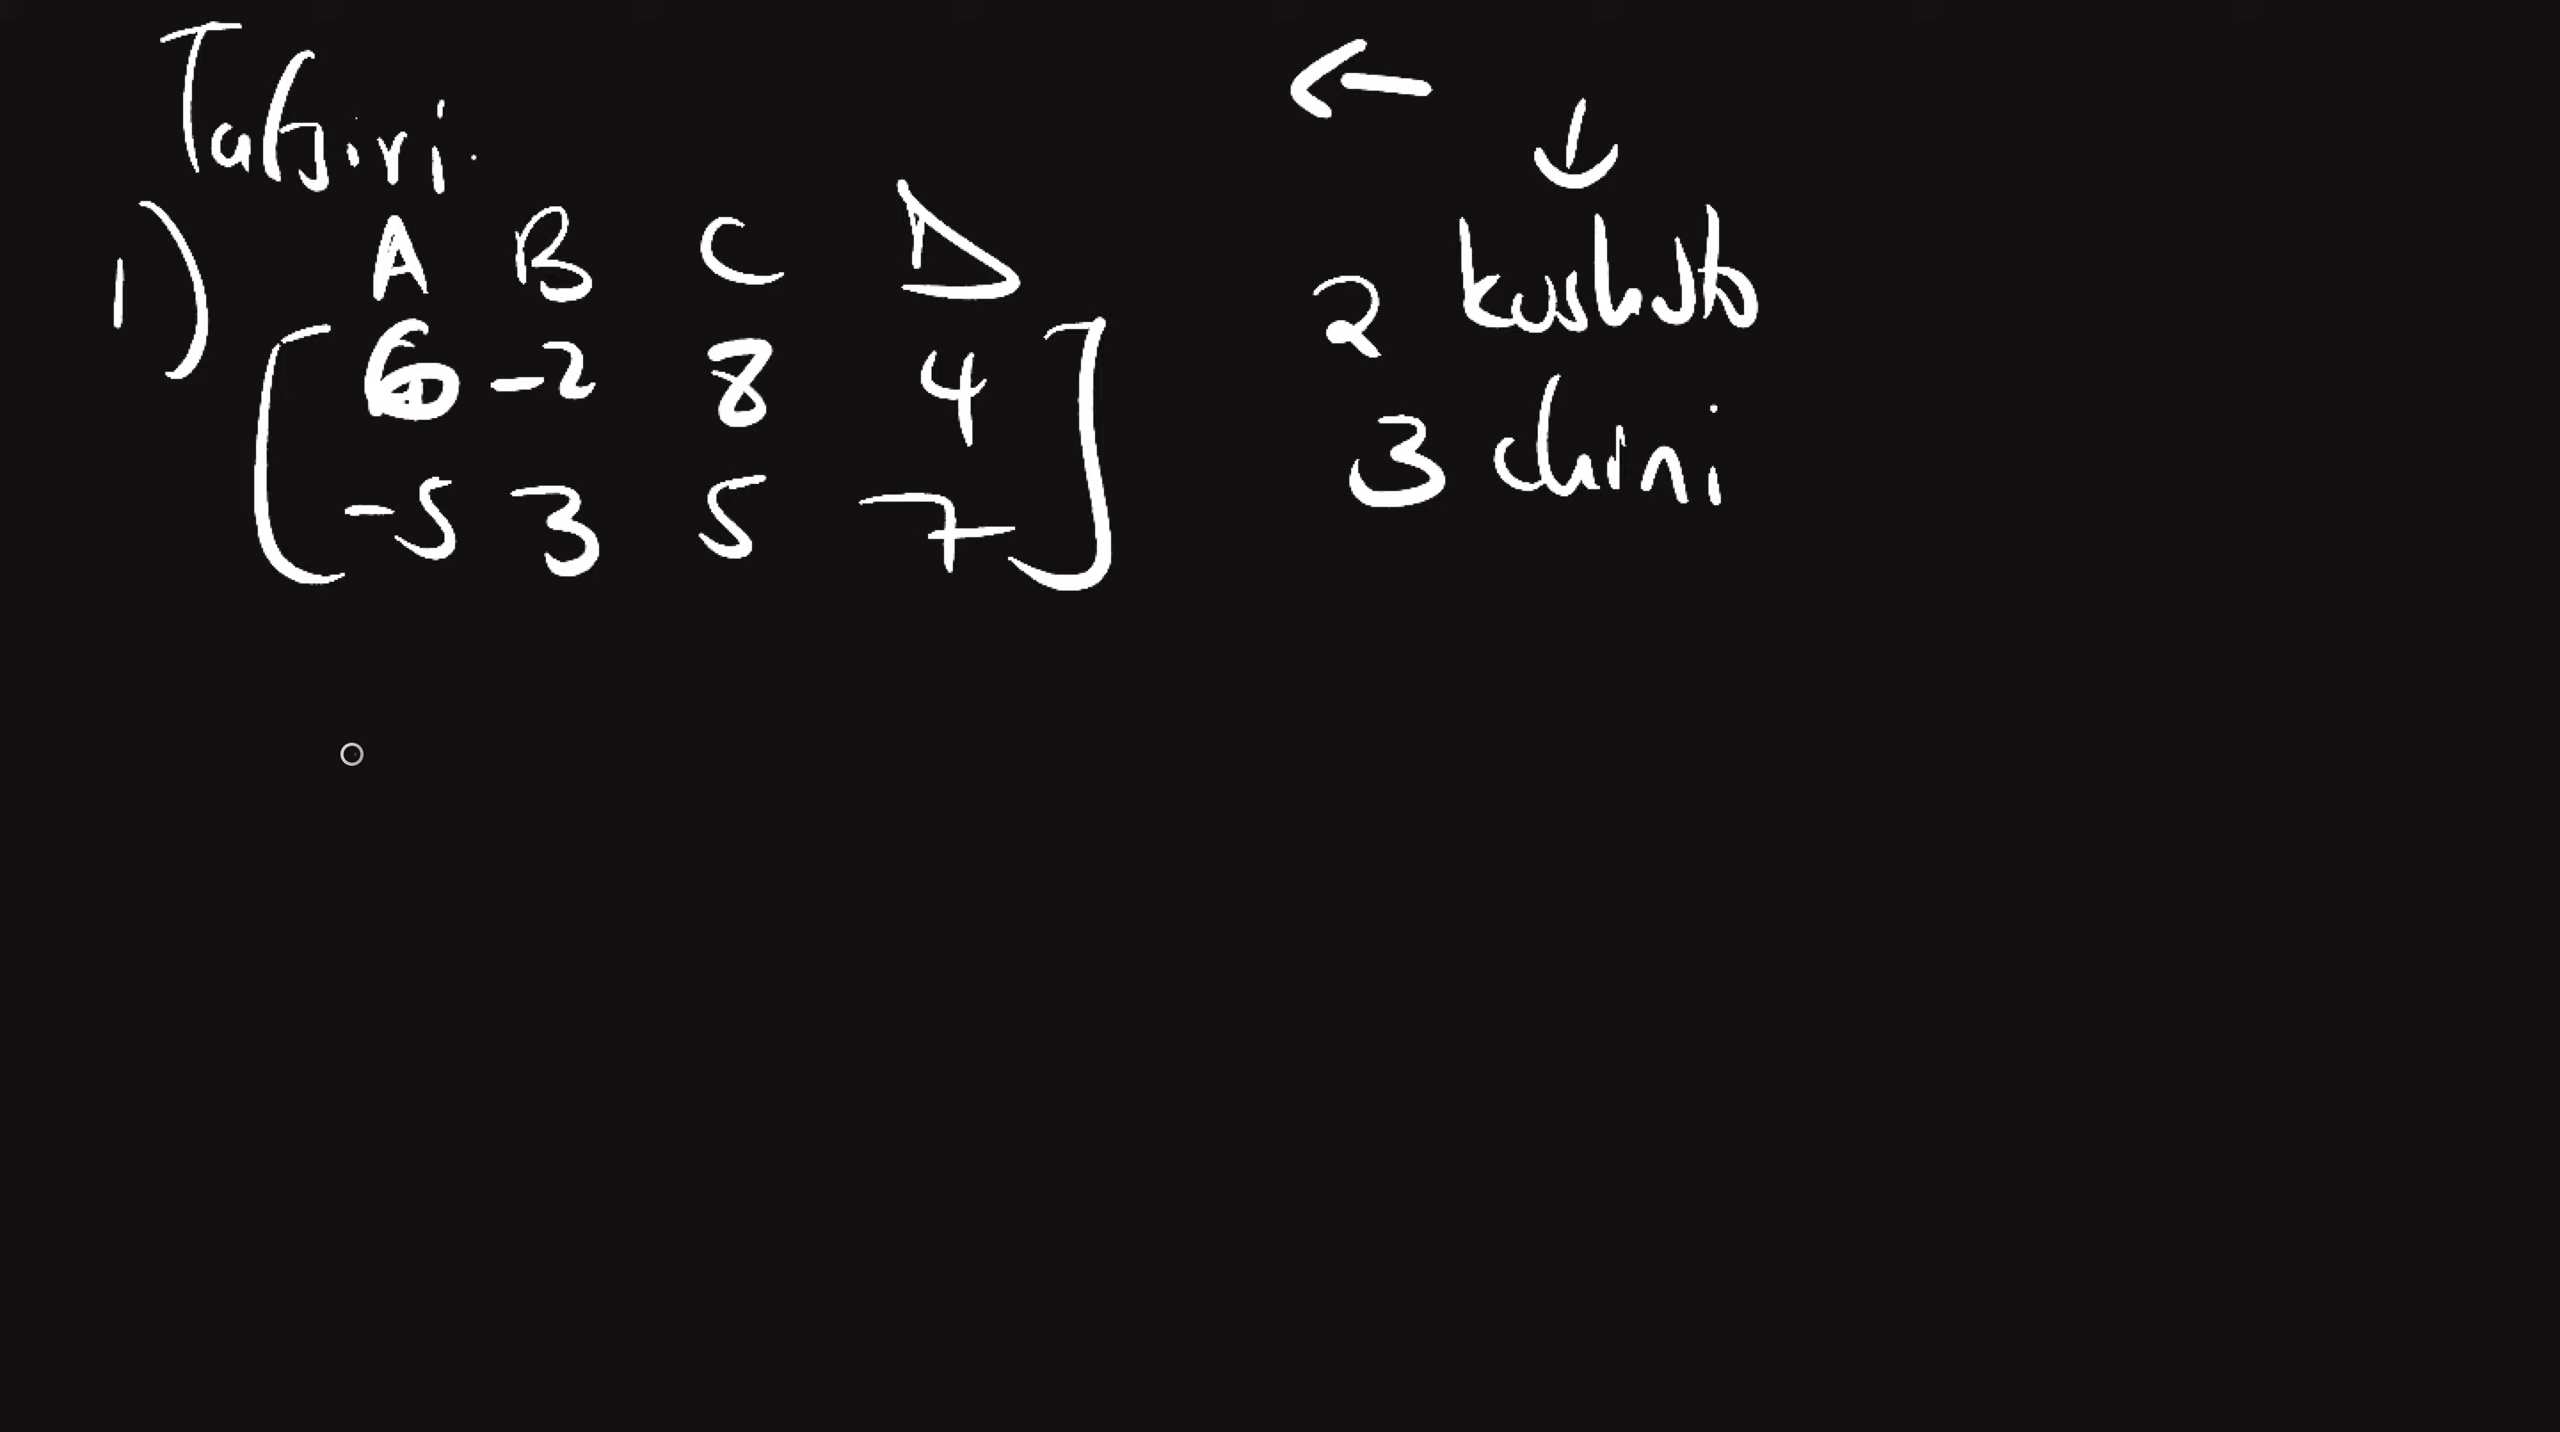 Tafsiri.
1) A B C D
[6 -2 8 4
-5 3 5 7]
← ↓
2 kushoto
3 chini